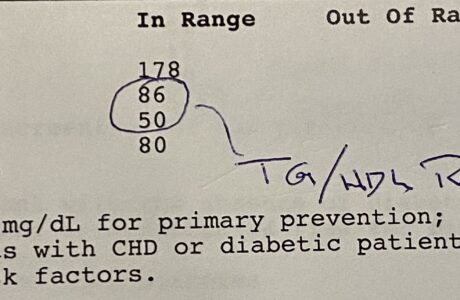 In Range Out Of Ra
178
86
50
80
TG/HDL R
mg/dL for primary prevention;
s with CHD or diabetic patient
k factors.